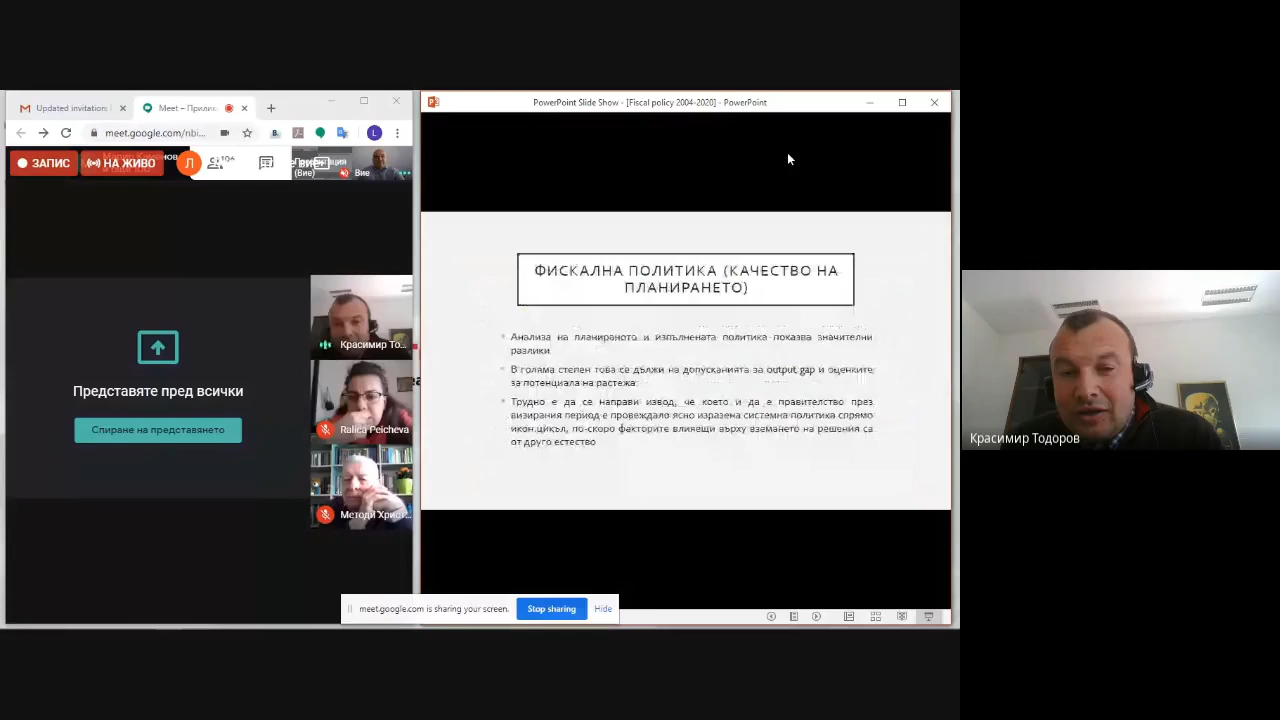 Updated invitation:
Meet – Прилик
meet.google.com/nbi...
ЗАПИС
НА ЖИВО
Л
(Вие)
Вие
L
Представяте пред всички
Спиране на представянето
Красимир То...
Ralica Peicheva
Методи Христ...
PowerPoint Slide Show - [Fiscal policy 2004-2020] - PowerPoint
ФИСКАЛНА ПОЛИТИКА (КАЧЕСТВО НА
ПЛАНИРАНЕТО)
Анализа на планираното и изпълнената политика показва значителни
разлики
В голяма степен това се дължи на допусканията за output gap и оценките
за потенциала на растежа.
Трудно е да се направи извод, че което и да е правителство през
визирания период е провеждало ясно изразена системна политика спрямо
икон.цикъл, по-скоро факторите влияещи върху вземането на решения са
от друго естество
meet.google.com is sharing your screen.
Stop sharing
Hide
Красимир Тодоров